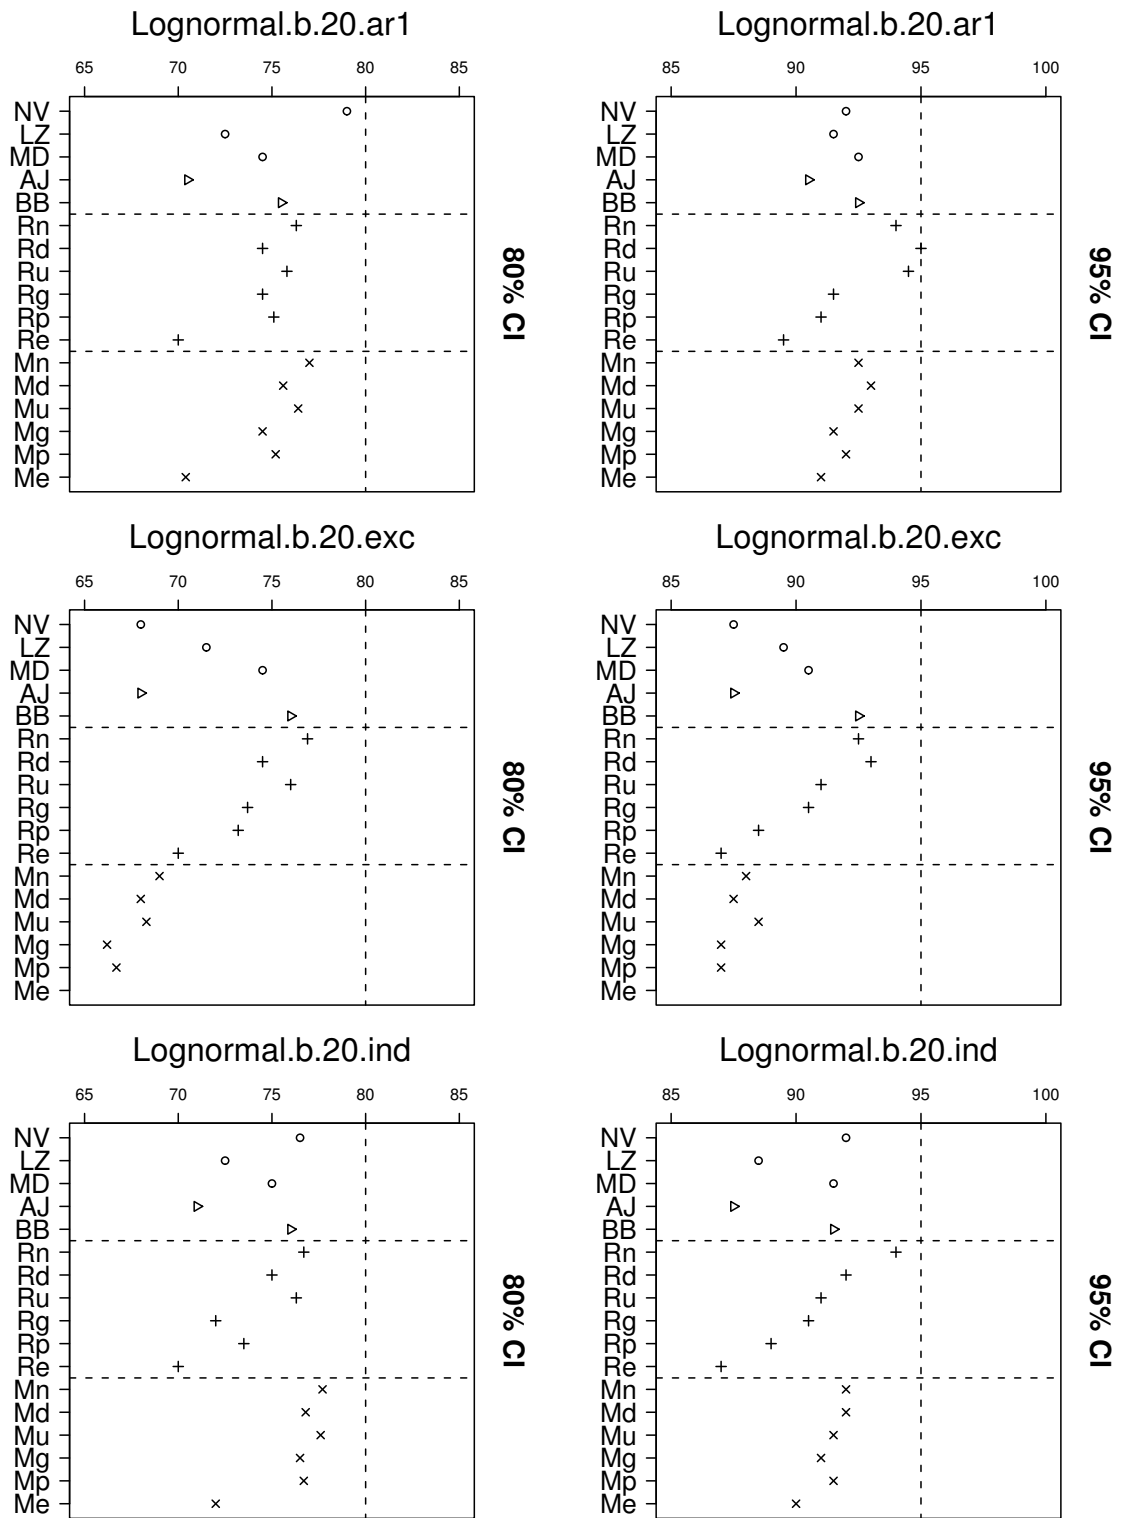 Lognormal.b.20.ar1
65 70 75 80 85
NV
LZ
MD
AJ
BB
Rn
Rd
Ru
Rg
Rp
Re
Mn
Md
Mu
Mg
Mp
Me
80% CI
Lognormal.b.20.ar1
85 90 95 100
NV
LZ
MD
AJ
BB
Rn
Rd
Ru
Rg
Rp
Re
Mn
Md
Mu
Mg
Mp
Me
95% CI
Lognormal.b.20.exc
65 70 75 80 85
NV
LZ
MD
AJ
BB
Rn
Rd
Ru
Rg
Rp
Re
Mn
Md
Mu
Mg
Mp
Me
80% CI
Lognormal.b.20.exc
85 90 95 100
NV
LZ
MD
AJ
BB
Rn
Rd
Ru
Rg
Rp
Re
Mn
Md
Mu
Mg
Mp
Me
95% CI
Lognormal.b.20.ind
65 70 75 80 85
NV
LZ
MD
AJ
BB
Rn
Rd
Ru
Rg
Rp
Re
Mn
Md
Mu
Mg
Mp
Me
80% CI
Lognormal.b.20.ind
85 90 95 100
NV
LZ
MD
AJ
BB
Rn
Rd
Ru
Rg
Rp
Re
Mn
Md
Mu
Mg
Mp
Me
95% CI